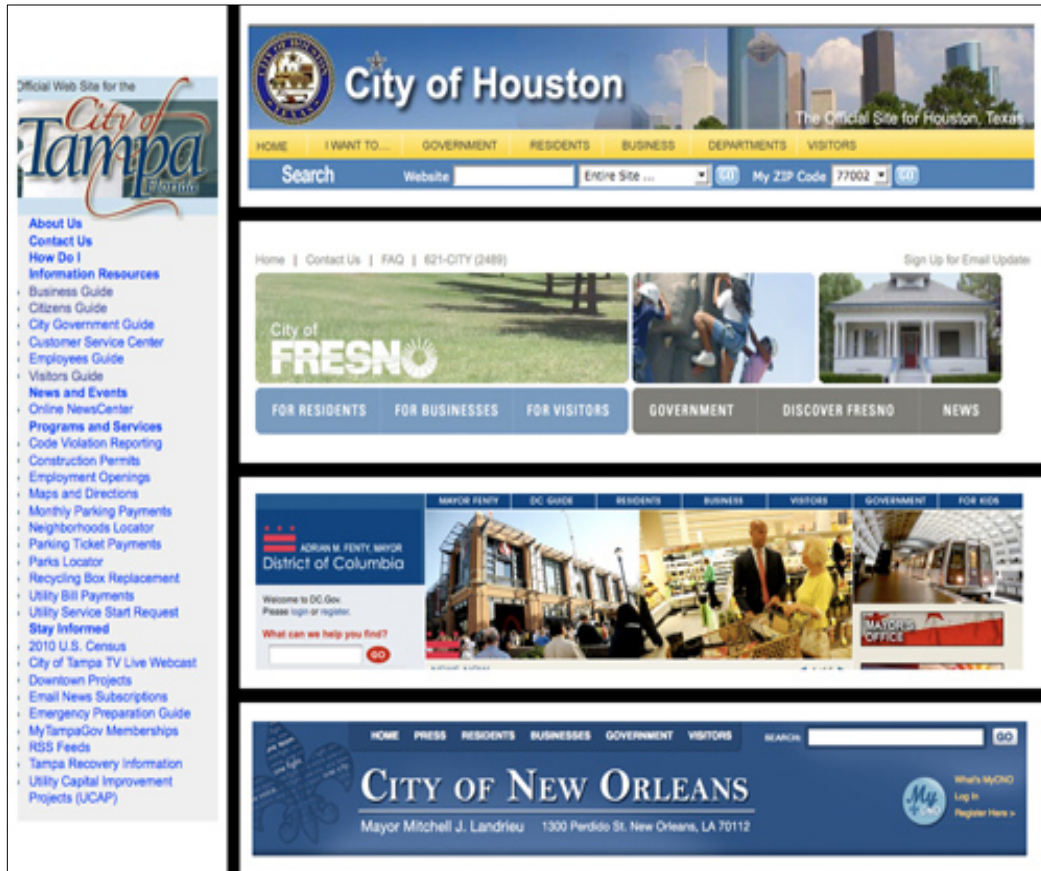 Official Web Site for the
City of
Tampa
Florida
About Us
Contact Us
How Do I
Information Resources
Business Guide
Citizens Guide
City Government Guide
Customer Service Center
Employees Guide
Visitors Guide
News and Events
Online NewsCenter
Programs and Services
Code Violation Reporting
Construction Permits
Employment Openings
Maps and Directions
Monthly Parking Payments
Neighborhoods Locator
Parking Ticket Payments
Parks Locator
Recycling Box Replacement
Utility Bill Payments
Utility Service Start Request
Stay Informed
2010 U.S. Census
City of Tampa TV Live Webcast
Downtown Projects
Email News Subscriptions
Emergency Preparation Guide
MyTampaGov Memberships
RSS Feeds
Tampa Recovery Information
Utility Capital Improvement
Projects (UCAP)
CITY OF HOUSTON
TEXAS
City of Houston
The Official Site for Houston, Texas
HOME I WANT TO.... GOVERNMENT RESIDENTS BUSINESS DEPARTMENTS VISITORS
Search Website Entire Site ... GO My ZIP Code 77002 GO
Home | Contact Us | FAQ | 621-CITY (2489) Sign Up for Email Update
City of
FRESNO
FOR RESIDENTS FOR BUSINESSES FOR VISITORS GOVERNMENT DISCOVER FRESNO NEWS
MAYOR FENTY DC GUIDE RESIDENTS BUSINESS VISITORS GOVERNMENT FOR KIDS
ADRIAN M. FENTY, MAYOR
District of Columbia
Welcome to DC.Gov.
Please login or register.
What can we help you find?
GO
MAYOR'S
OFFICE
NEWS NOW
HOME PRESS RESIDENTS BUSINESSES GOVERNMENT VISITORS SEARCH: GO
CITY OF NEW ORLEANS
Mayor Mitchell J. Landrieu 1300 Perdido St. New Orleans, LA 70112
My
CNO
What's MyCNO
Log In
Register Here >